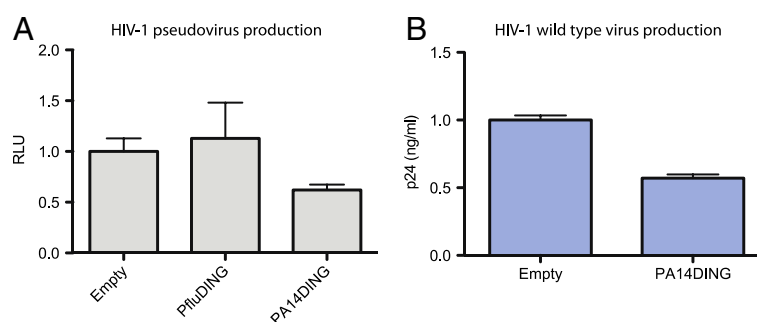 A
HIV-1 pseudovirus production
2.0
1.5
1.0
0.5
0.0
RLU
Empty
PfluDING
PA14DING
B
HIV-1 wild type virus production
1.5
1.0
0.5
0.0
p24 (ng/ml)
Empty
PA14DING